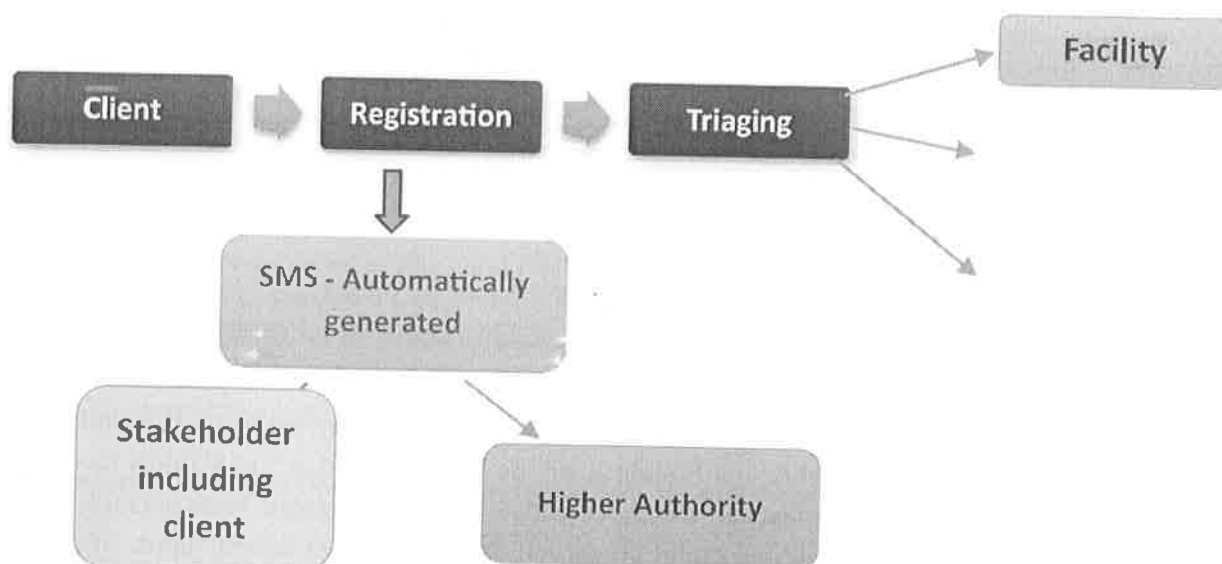 Facility
Client
Registration
Triaging
SMS - Automatically
generated
Stakeholder
including
client
Higher Authority